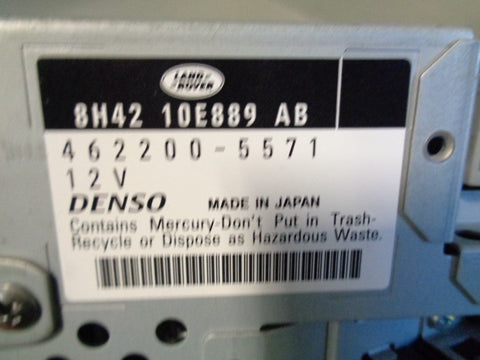 LAND
ROVER
8H42 10E889 AB
462200-5571
12V
DENSO MADE IN JAPAN
Contains Mercury-Don't Put in Trash-
Recycle or Dispose as Hazardous Waste.